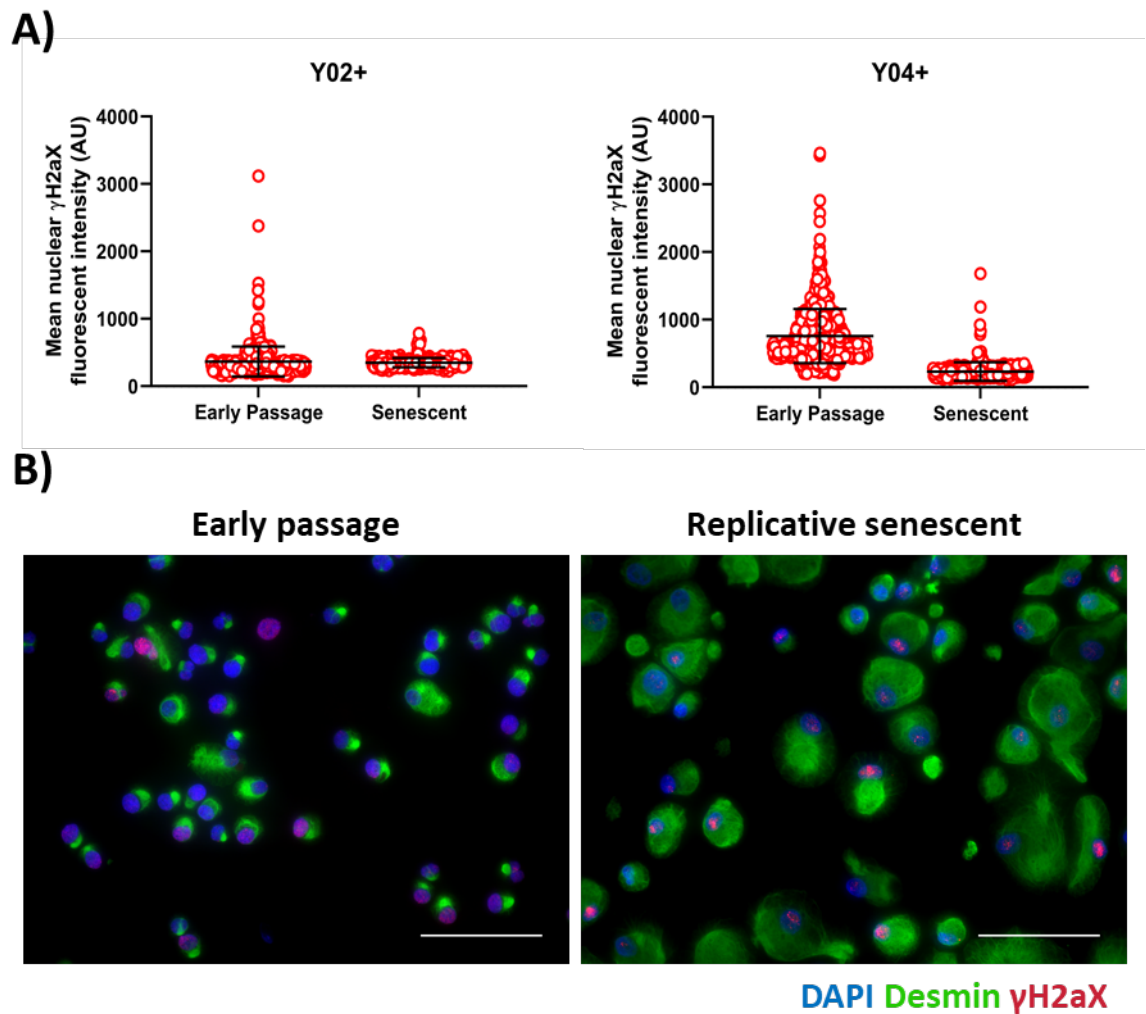 A)
Y02+
Mean nuclear γH2aX
fluorescent intensity (AU)
4000
3000
2000
1000
0
Early Passage
Senescent
Y04+
Mean nuclear γH2aX
fluorescent intensity (AU)
4000
3000
2000
1000
0
Early Passage
Senescent
B)
Early passage
Replicative senescent
DAPI Desmin γH2aX